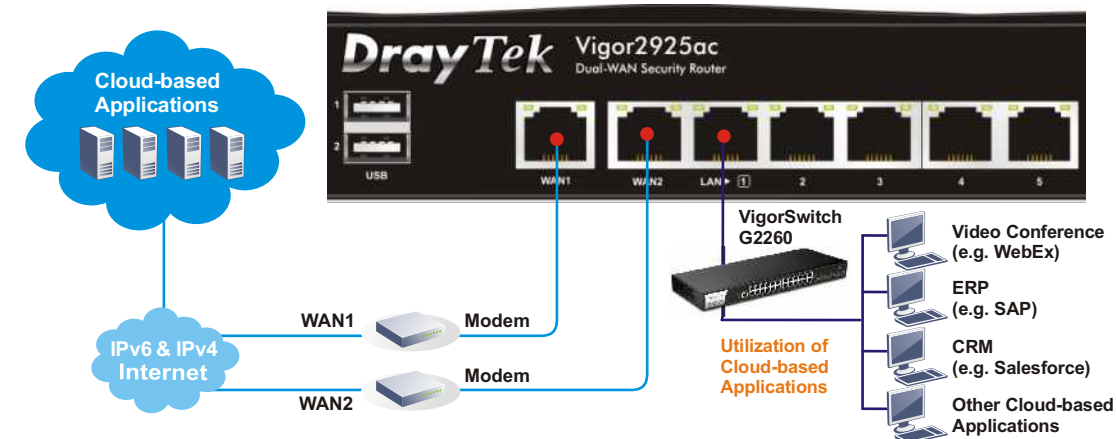 DrayTek
Vigor2925ac
Dual-WAN Security Router
1
2
USB
WAN1
WAN2
LAN▶ 1
2
3
4
5
Cloud-based
Applications
VigorSwitch
G2260
Video Conference
(e.g. WebEx)
ERP
(e.g. SAP)
CRM
(e.g. Salesforce)
Other Cloud-based
Applications
Utilization of
Cloud-based
Applications
WAN1
Modem
IPv6 & IPv4
Internet
WAN2
Modem